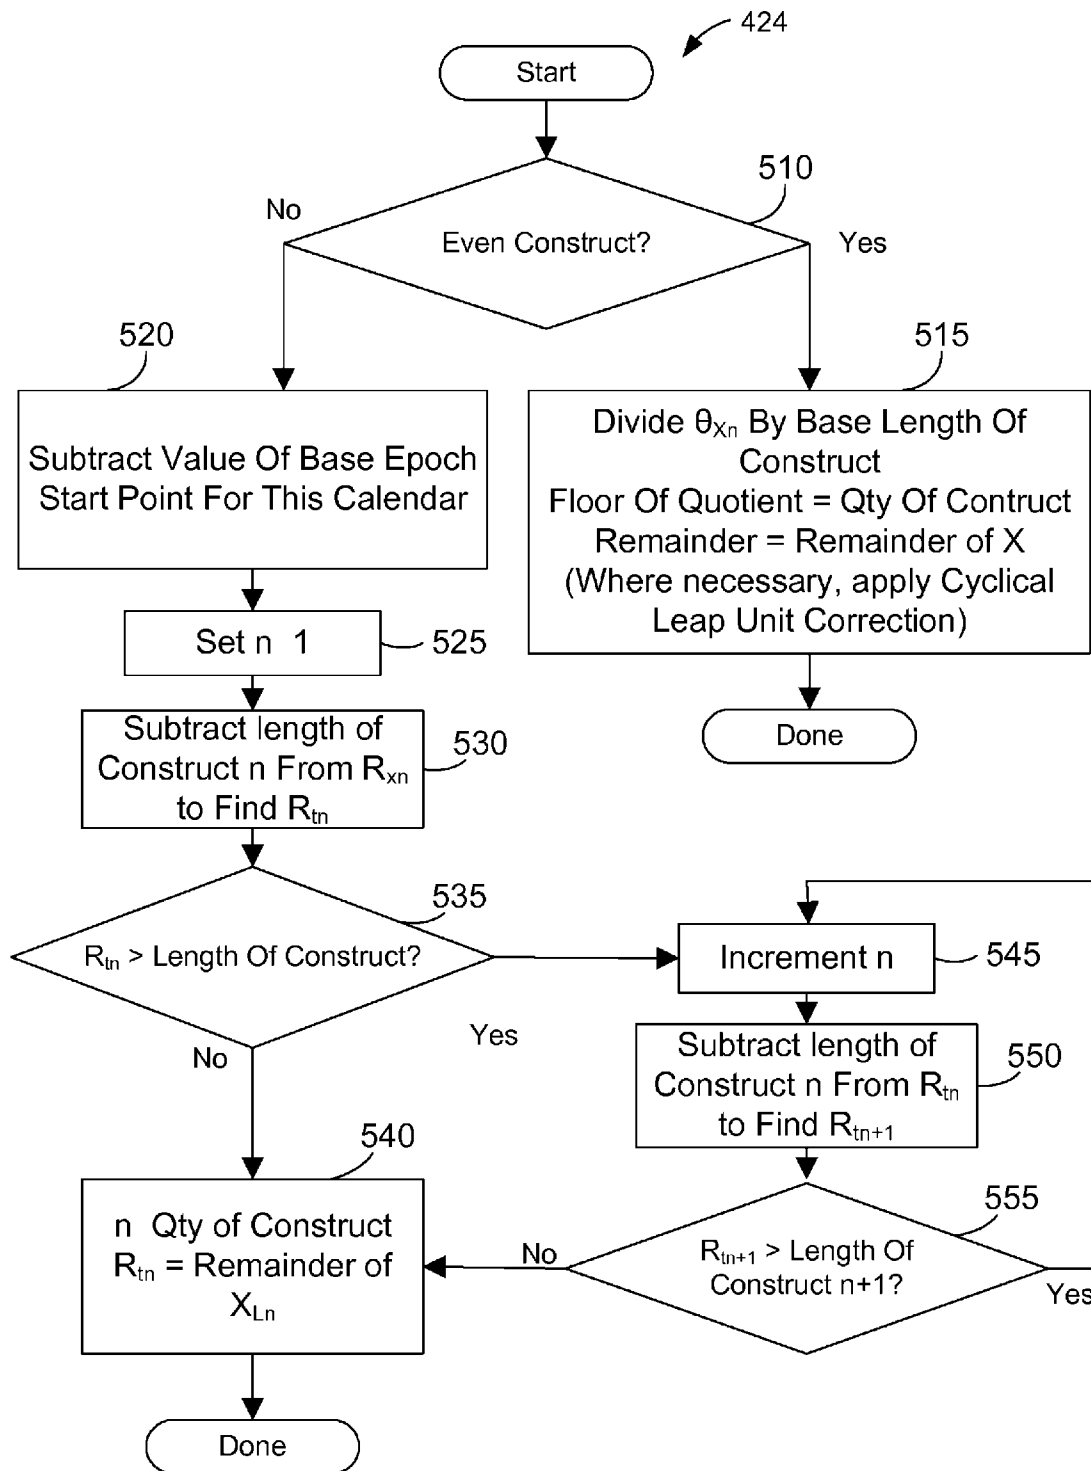 424
Start
510
No
Even Construct?
Yes
520
515
Subtract Value Of Base Epoch
Start Point For This Calendar
Divide θXn By Base Length Of
Construct
Floor Of Quotient = Qty Of Contruct
Remainder = Remainder of X
(Where necessary, apply Cyclical
Leap Unit Correction)
Set n 1
525
Done
Subtract length of
Construct n From Rxn
to Find Rtn
530
535
Rtn > Length Of Construct?
Yes
No
Increment n
545
Subtract length of
Construct n From Rtn
to Find Rtn+1
550
540
n Qty of Construct
Rtn = Remainder of
XLn
555
Rtn+1 > Length Of
Construct n+1?
No
Yes
Done